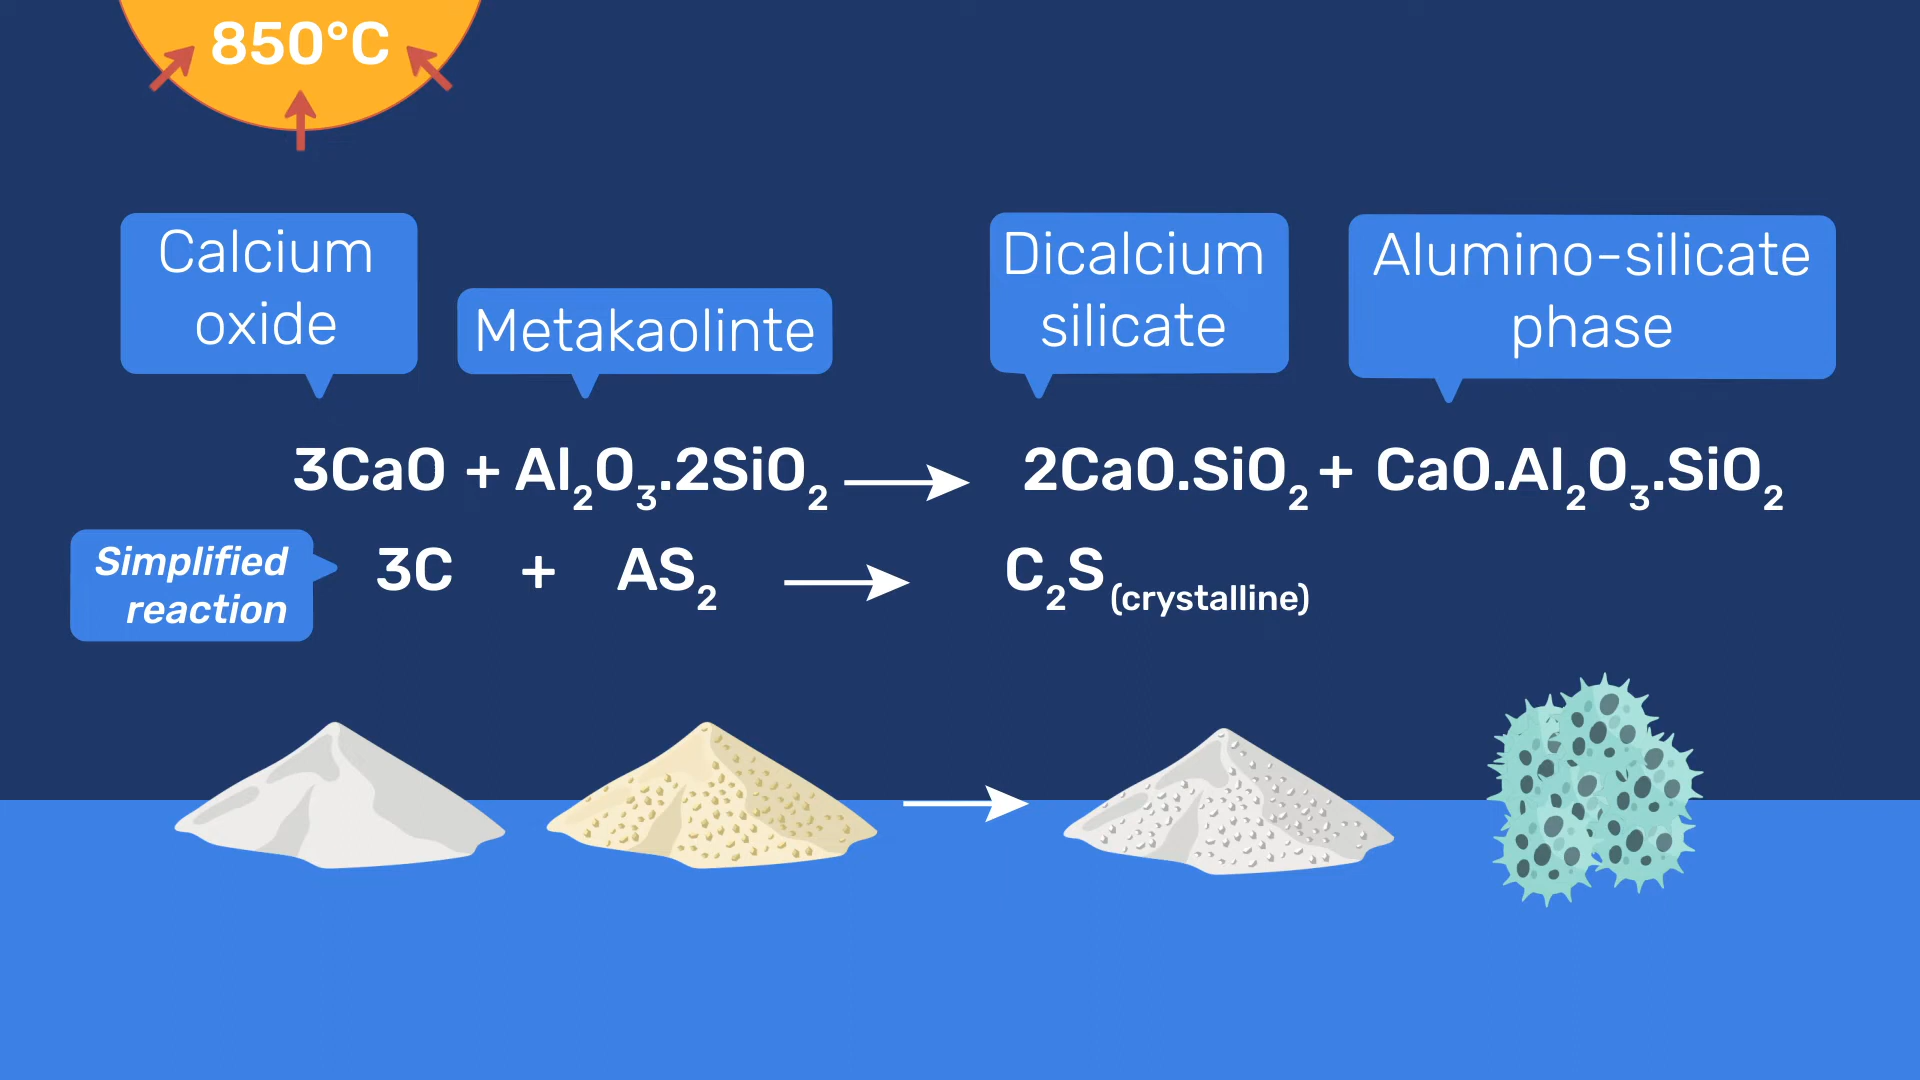 850°C
Calcium
oxide
Metakaolinte
Dicalcium
silicate
Alumino-silicate
phase
3CaO + Al₂O₃.2SiO₂ → 2CaO.SiO₂ + CaO.Al₂O₃.SiO₂
Simplified
reaction
3C + AS₂ → C₂S (crystalline)